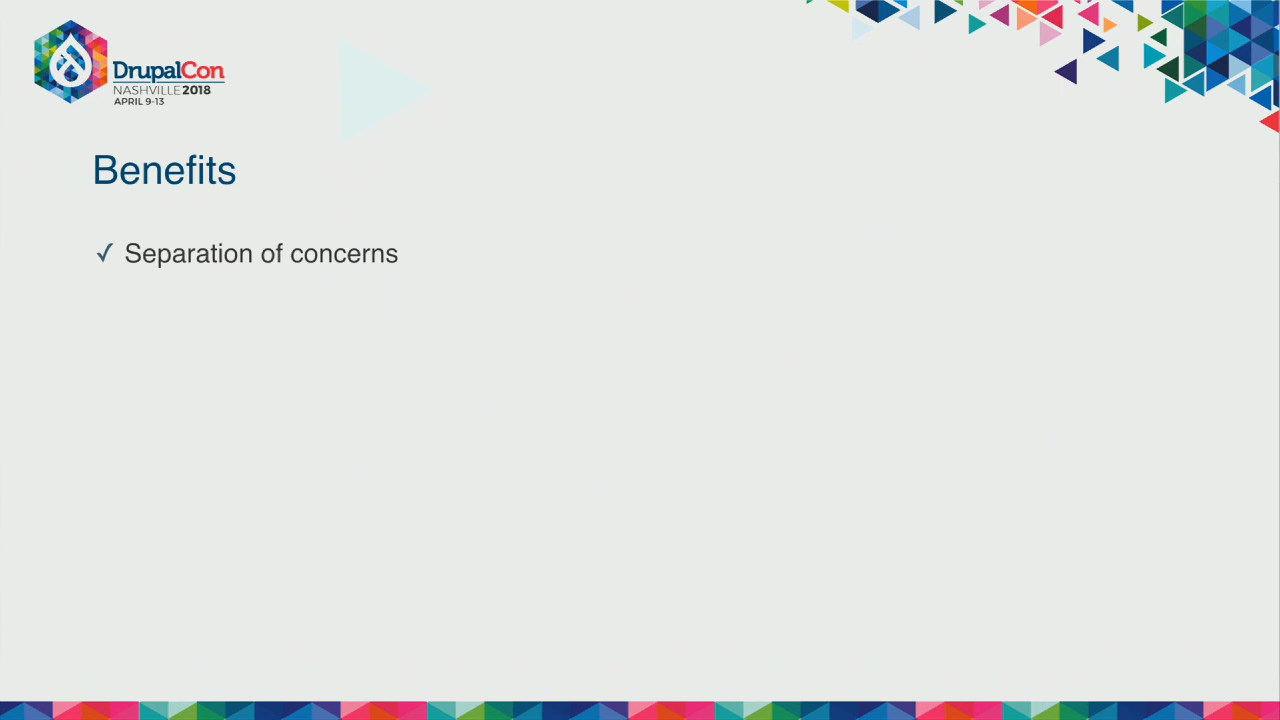 DrupalCon
NASHVILLE 2018
APRIL 9-13
Benefits
✓ Separation of concerns